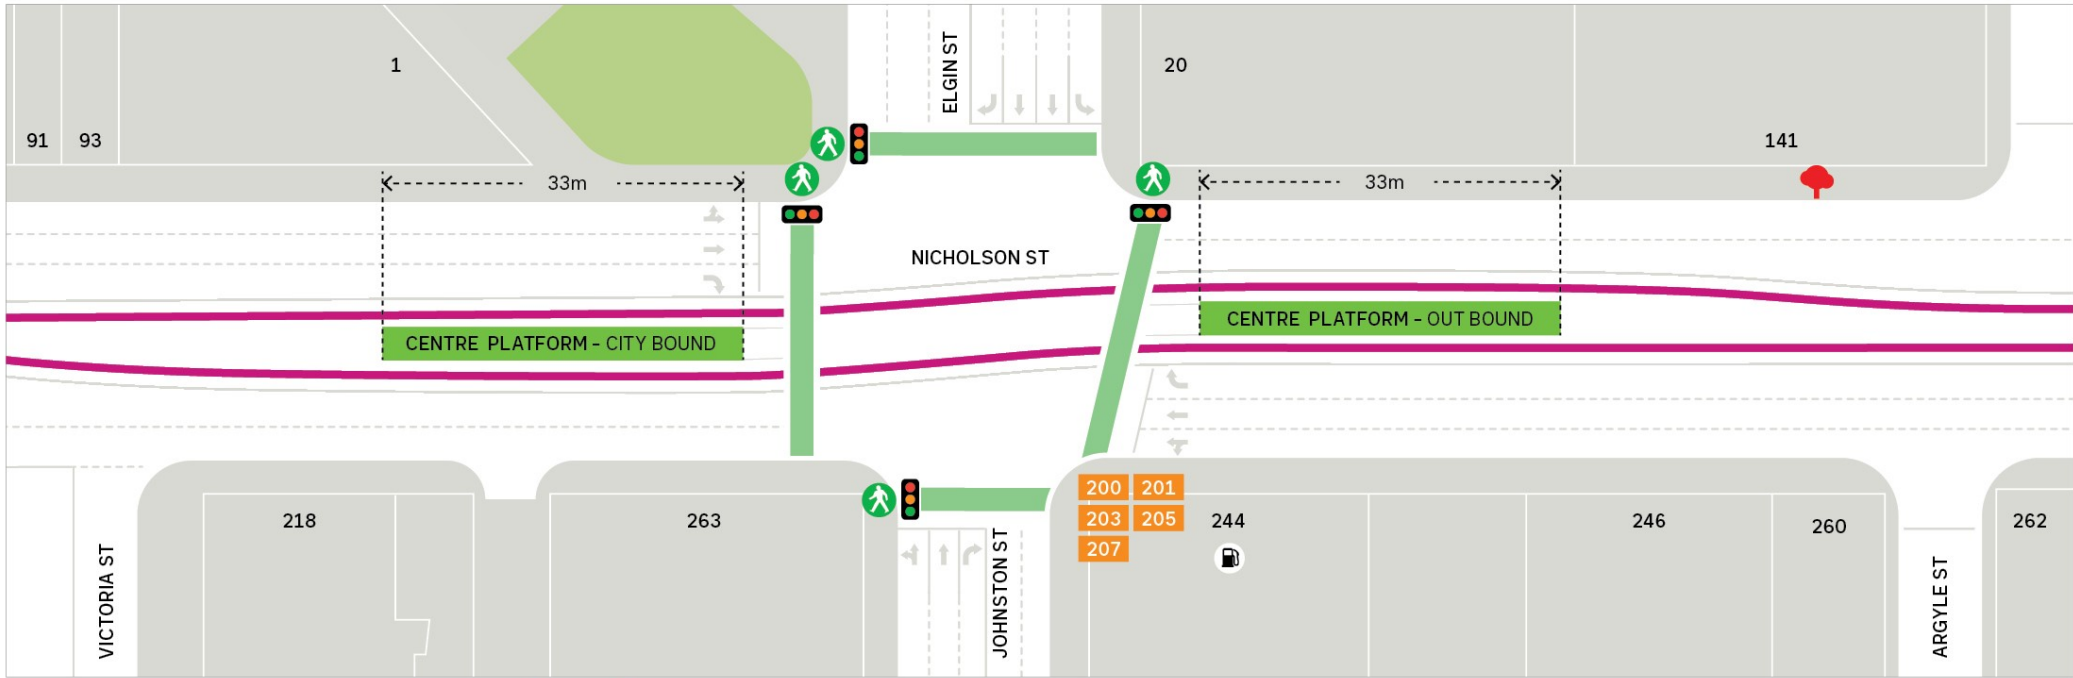 1
91
93
33m
ELGIN ST
20
141
33m
NICHOLSON ST
CENTRE PLATFORM - CITY BOUND
CENTRE PLATFORM - OUT BOUND
VICTORIA ST
218
263
JOHNSTON ST
200 201
203 205
207
244
246
260
ARGYLE ST
262